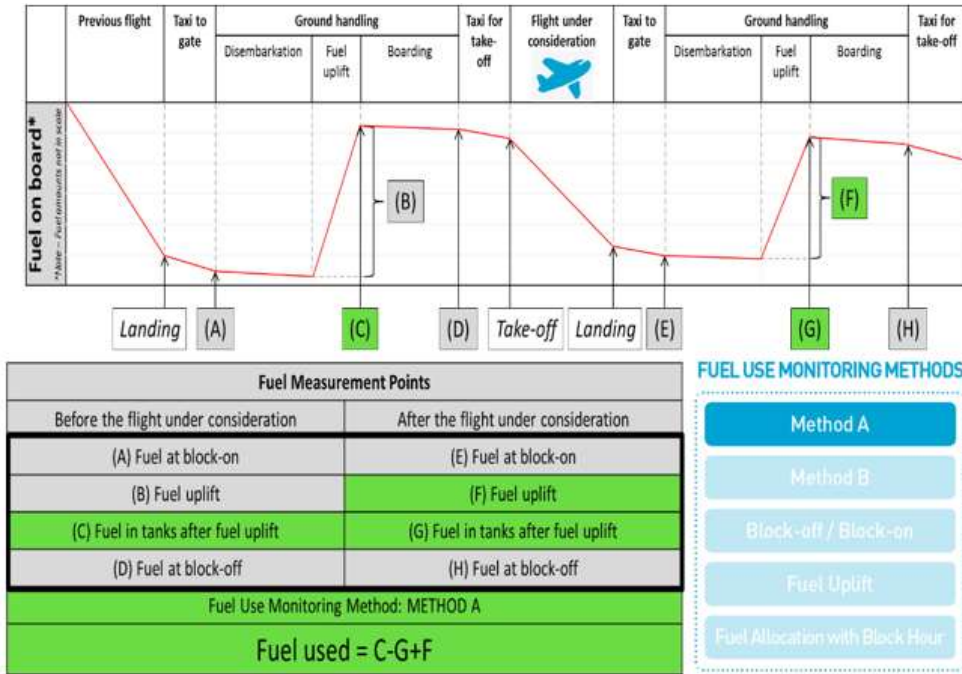 Previous flight
Taxi to gate
Ground handling
Taxi for take-off
Flight under consideration
Taxi to gate
Ground handling
Taxi for take-off
Disembarkation
Fuel uplift
Boarding
Disembarkation
Fuel uplift
Boarding
Fuel on board*
*Note – Fuel amounts not in scale
(B)
(F)
Landing
(A)
(C)
(D)
Take-off
Landing
(E)
(G)
(H)
Fuel Measurement Points
Before the flight under consideration
After the flight under consideration
(A) Fuel at block-on
(E) Fuel at block-on
(B) Fuel uplift
(F) Fuel uplift
(C) Fuel in tanks after fuel uplift
(G) Fuel in tanks after fuel uplift
(D) Fuel at block-off
(H) Fuel at block-off
Fuel Use Monitoring Method: METHOD A
Fuel used = C-G+F
FUEL USE MONITORING METHODS
Method A
Method B
Block-off / Block-on
Fuel Uplift
Fuel Allocation with Block Hour